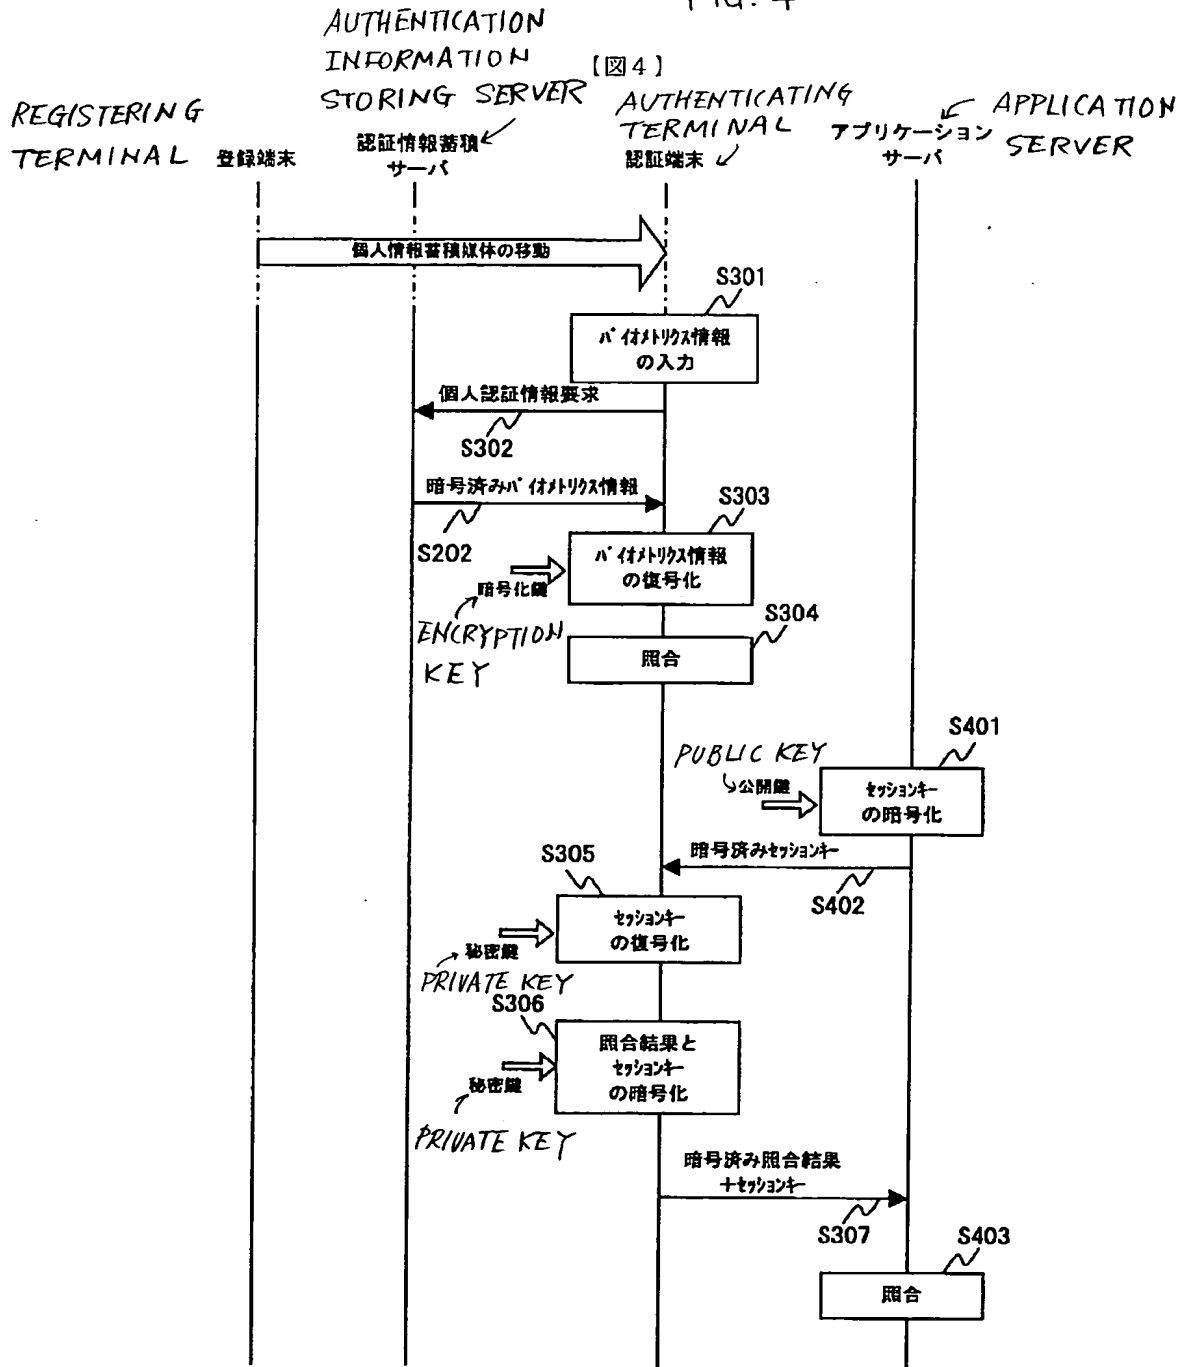 FIG. 4
AUTHENTICATION
INFORMATION
STORING SERVER
【図4】
REGISTERING
TERMINAL
AUTHENTICATING
TERMINAL
APPLICATION
SERVER
登録端末
認証情報蓄積
サーバ
認証端末
アプリケーション
サーバ
個人情報蓄積媒体の移動
S301
バイオメトリクス情報
の入力
個人認証情報要求
S302
暗号済みバイオメトリクス情報
S202
S303
バイオメトリクス情報
の復号化
暗号化鍵
ENCRYPTION
KEY
S304
照合
S401
PUBLIC KEY
公開鍵
セッションキー
の暗号化
暗号済みセッションキー
S402
S305
セッションキー
の復号化
秘密鍵
PRIVATE KEY
S306
照合結果と
セッションキー
の暗号化
秘密鍵
PRIVATE KEY
暗号済み照合結果
+セッションキー
S307
S403
照合